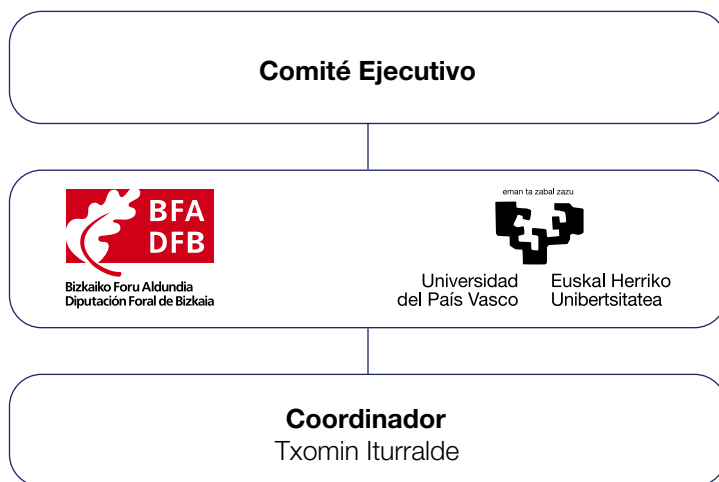 Comité Ejecutivo
BFA
DFB
Bizkaiko Foru Aldundia
Diputación Foral de Bizkaia
eman ta zabal zazu
Universidad
del País Vasco
Euskal Herriko
Unibertsitatea
Coordinador
Txomin Iturralde